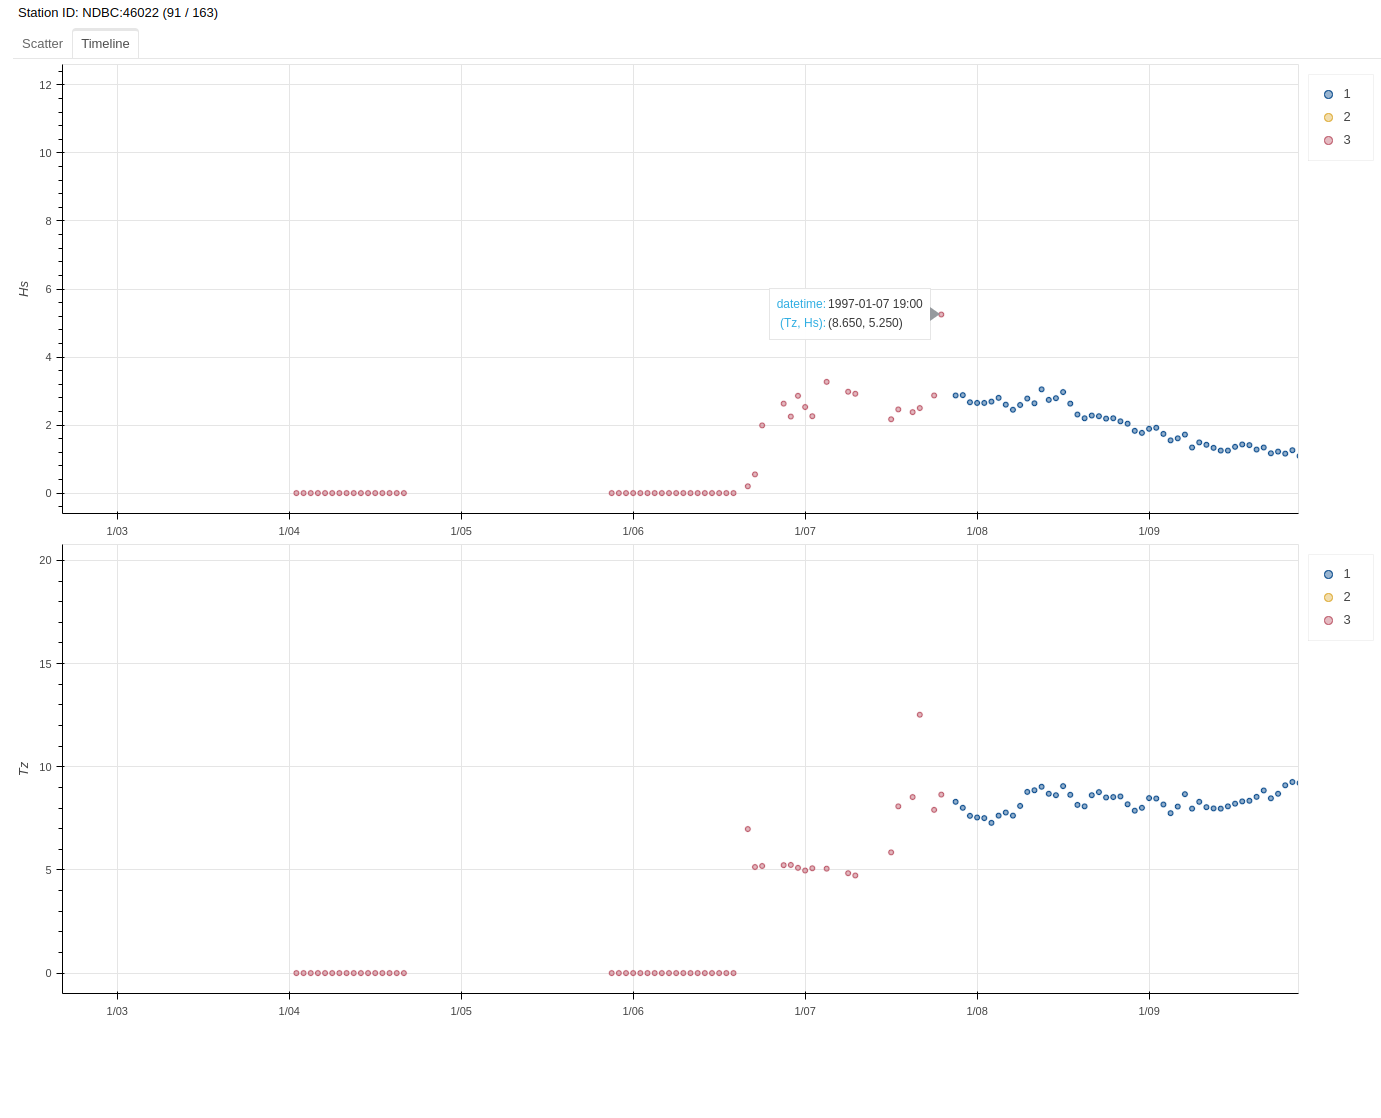 Station ID: NDBC:46022 (91 / 163)
Scatter Timeline
12
10
8
6
4
2
0
Hs
datetime: 1997-01-07 19:00
(Tz, Hs): (8.650, 5.250)
1
2
3
1/03 1/04 1/05 1/06 1/07 1/08 1/09
20
15
10
5
0
Tz
1
2
3
1/03 1/04 1/05 1/06 1/07 1/08 1/09